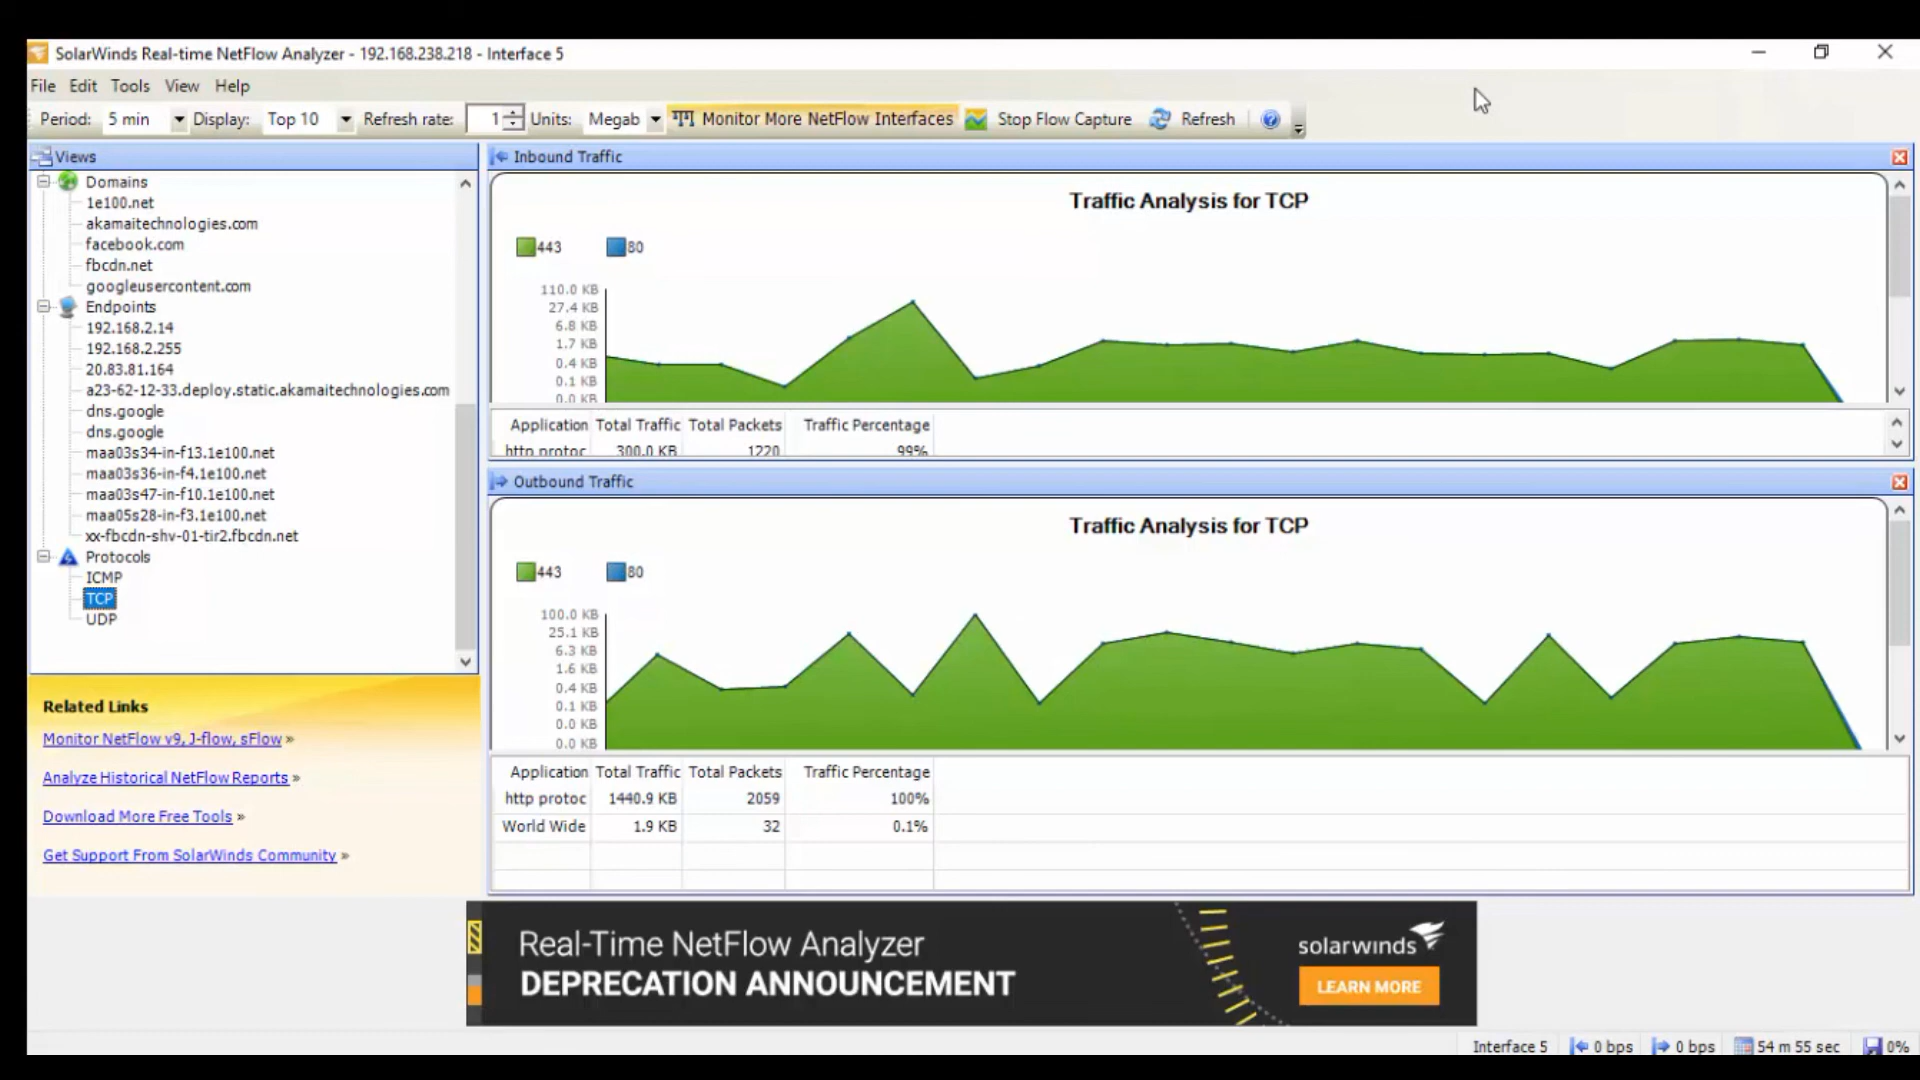 SolarWinds Real-time NetFlow Analyzer - 192.168.238.218 - Interface 5
File Edit Tools View Help
Period: 5 min Display: Top 10 Refresh rate: 1 Units: Megab Monitor More NetFlow Interfaces Stop Flow Capture Refresh
Views
Domains
1e100.net
akamaitechnologies.com
facebook.com
fbcdn.net
googleusercontent.com
Endpoints
192.168.2.14
192.168.2.255
20.83.81.164
a23-62-12-33.deploy.static.akamaitechnologies.com
dns.google
dns.google
maa03s34-in-f13.1e100.net
maa03s36-in-f4.1e100.net
maa03s47-in-f10.1e100.net
maa05s28-in-f3.1e100.net
xx-fbcdn-shv-01-tir2.fbcdn.net
Protocols
ICMP
TCP
UDP
Related Links
Monitor NetFlow v9, J-flow, sFlow »
Analyze Historical NetFlow Reports »
Download More Free Tools »
Get Support From SolarWinds Community »
Inbound Traffic
Traffic Analysis for TCP
443 80
110.0 KB
27.4 KB
6.8 KB
1.7 KB
0.4 KB
0.1 KB
0.0 KB
Application Total Traffic Total Packets Traffic Percentage
http protoc 300.0 KB 1220 99%
Outbound Traffic
Traffic Analysis for TCP
443 80
100.0 KB
25.1 KB
6.3 KB
1.6 KB
0.4 KB
0.1 KB
0.0 KB
0.0 KB
Application Total Traffic Total Packets Traffic Percentage
http protoc 1440.9 KB 2059 100%
World Wide 1.9 KB 32 0.1%
Real-Time NetFlow Analyzer
DEPRECATION ANNOUNCEMENT
solarwinds
LEARN MORE
Interface 5 0 bps 0 bps 54 m 55 sec 0%